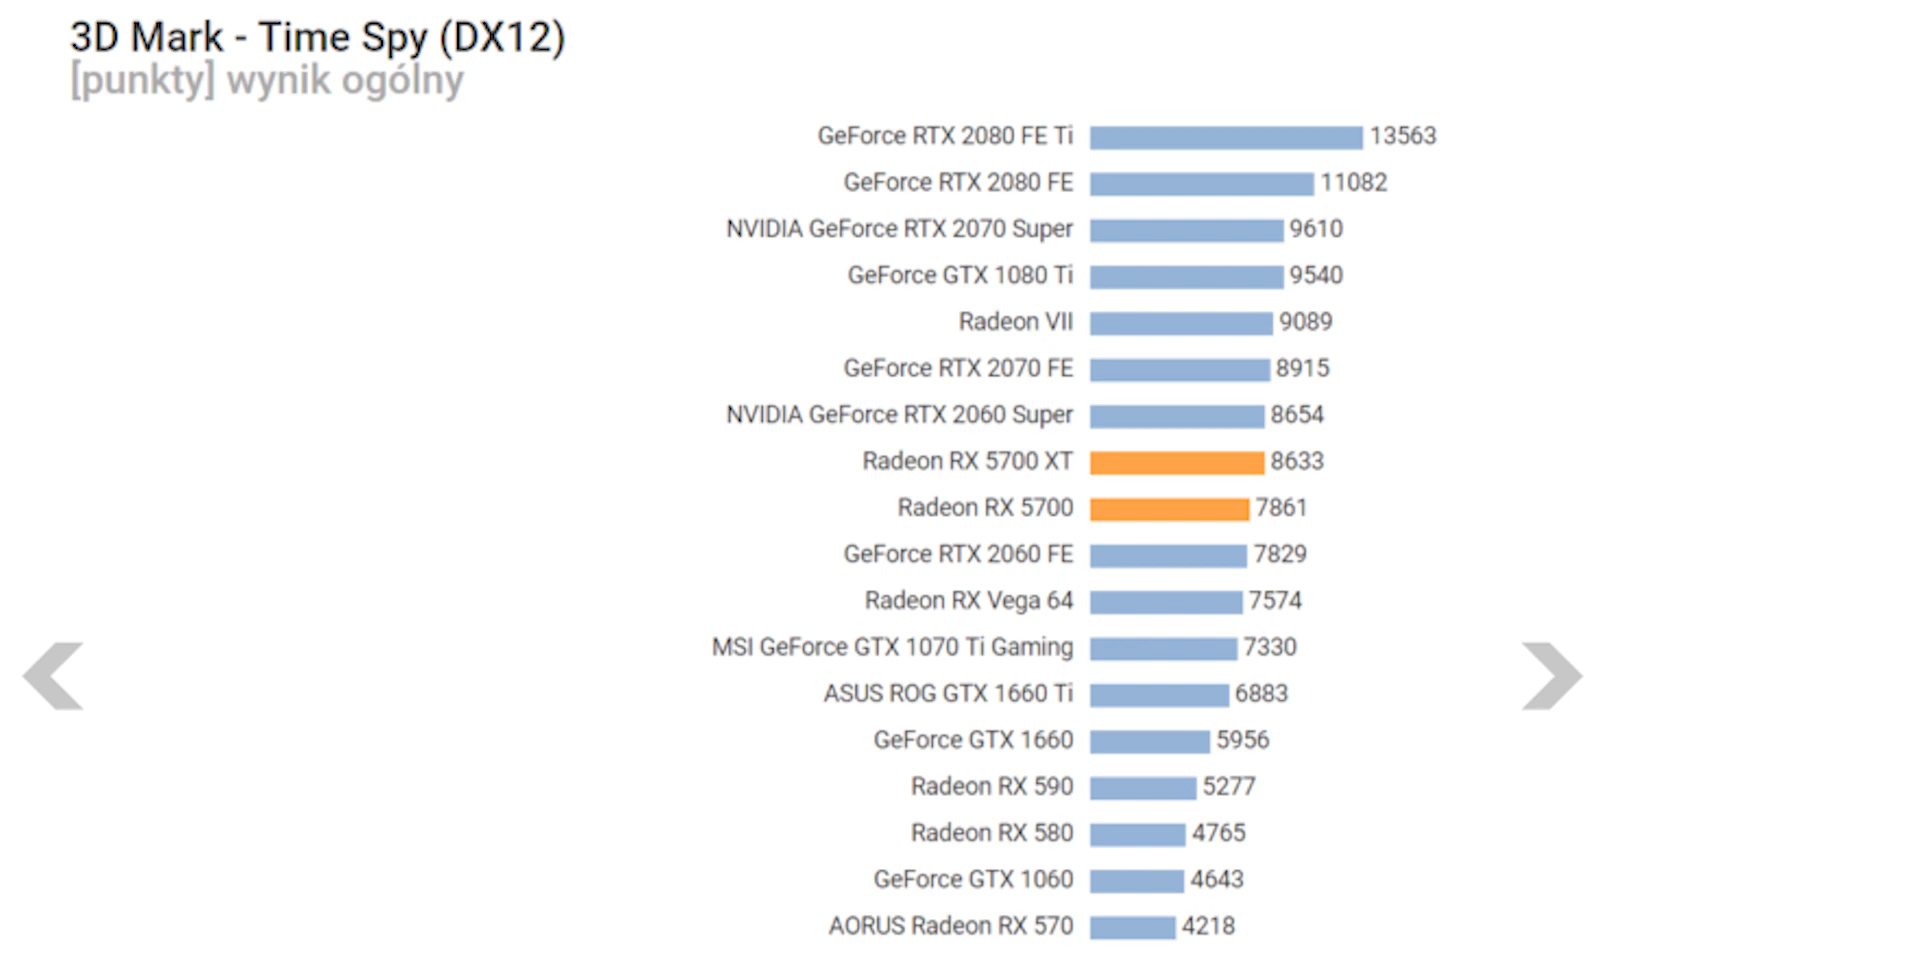 3D Mark - Time Spy (DX12)
[punkty] wynik ogólny
GeForce RTX 2080 FE Ti 13563
GeForce RTX 2080 FE 11082
NVIDIA GeForce RTX 2070 Super 9610
GeForce GTX 1080 Ti 9540
Radeon VII 9089
GeForce RTX 2070 FE 8915
NVIDIA GeForce RTX 2060 Super 8654
Radeon RX 5700 XT 8633
Radeon RX 5700 7861
GeForce RTX 2060 FE 7829
Radeon RX Vega 64 7574
MSI GeForce GTX 1070 Ti Gaming 7330
ASUS ROG GTX 1660 Ti 6883
GeForce GTX 1660 5956
Radeon RX 590 5277
Radeon RX 580 4765
GeForce GTX 1060 4643
AORUS Radeon RX 570 4218